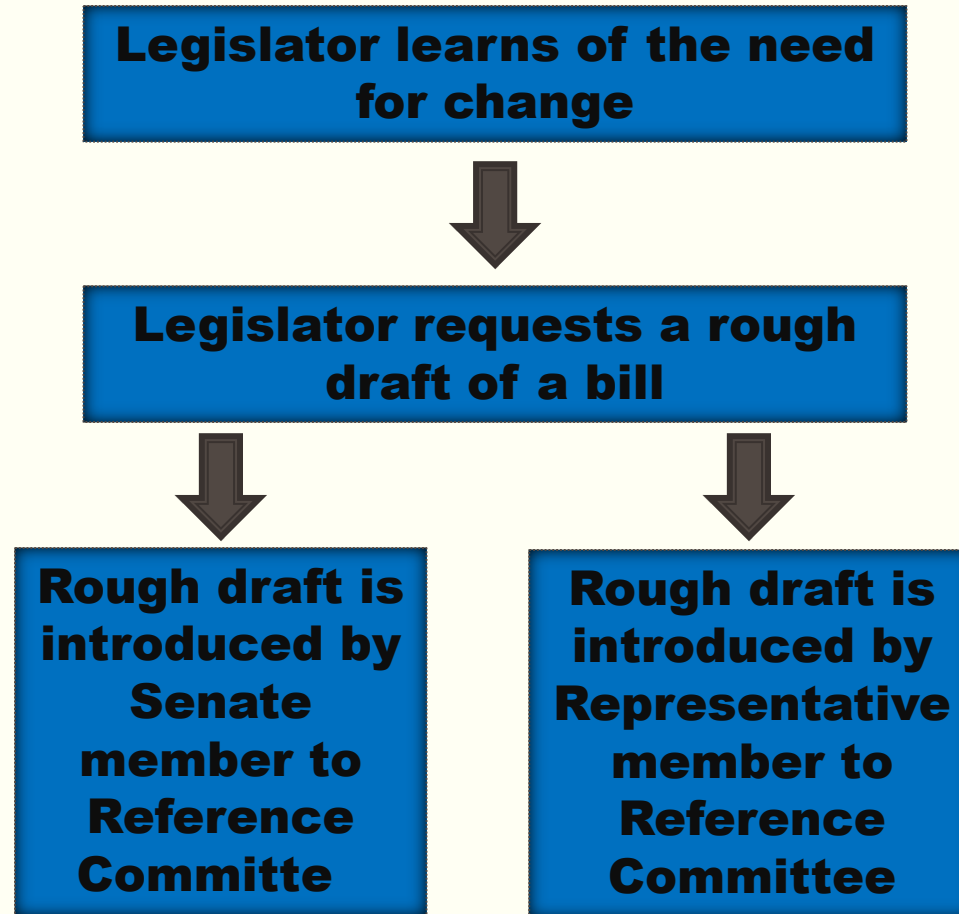 Legislator learns of the need
for change
Legislator requests a rough
draft of a bill
Rough draft is
introduced by
Senate
member to
Reference
Committe
Rough draft is
introduced by
Representative
member to
Reference
Committee